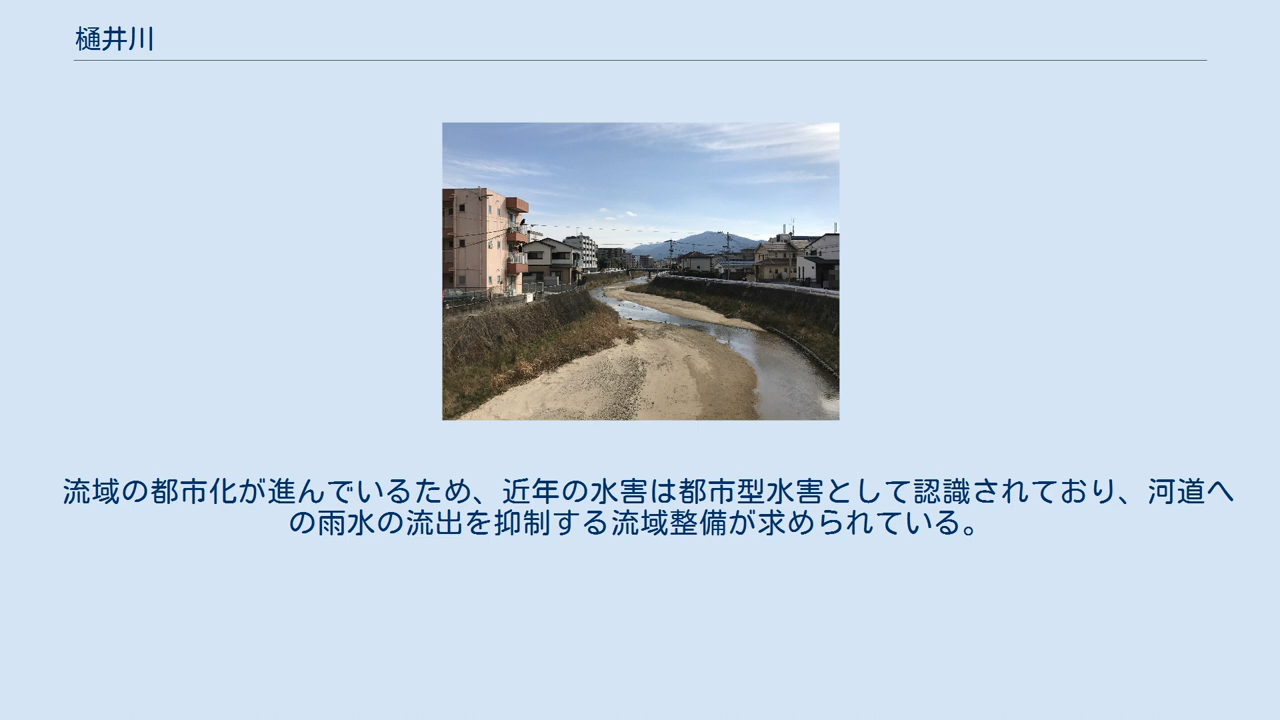 樋井川
流域の都市化が進んでいるため、近年の水害は都市型水害として認識されており、河道へ
の雨水の流出を抑制する流域整備が求められている。